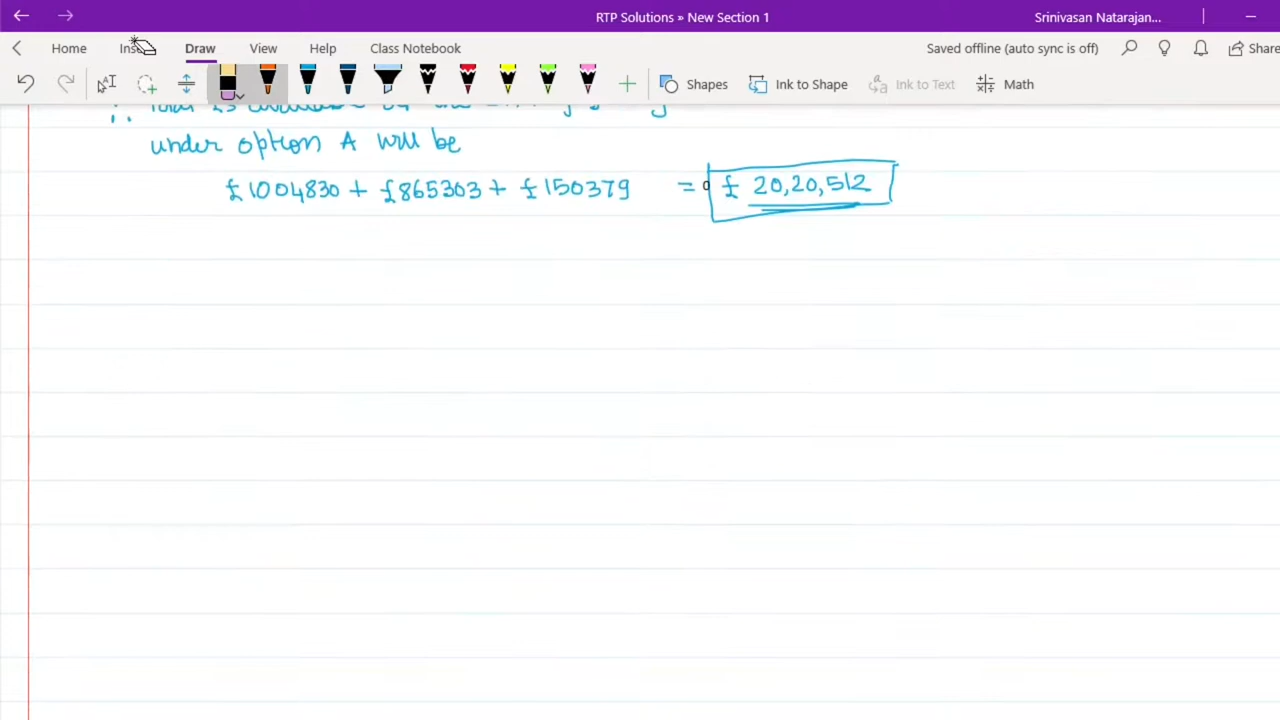 RTP Solutions » New Section 1
Srinivasan Natarajan...
Home
Draw
View
Help
Class Notebook
Saved offline (auto sync is off)
Share
Shapes
Ink to Shape
Ink to Text
Math
∴ Total is
under option A will be
£1004830 + £865303 + £150379 = £ 20,20,512